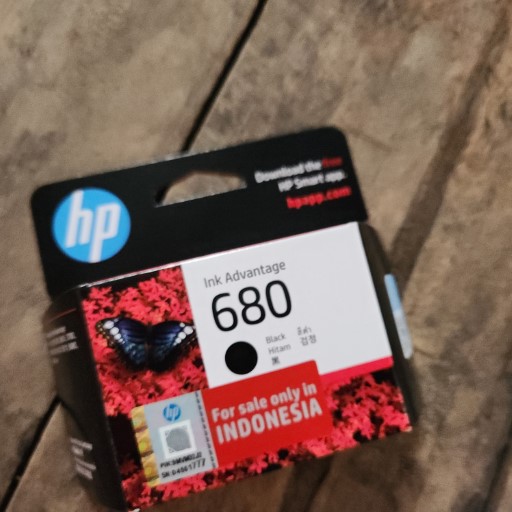 hp
Download the free
HP Smart app.
hpapp.com
Ink Advantage
680
Black
Hitam
黑
สีดำ
검정
For sale only in
INDONESIA
hp